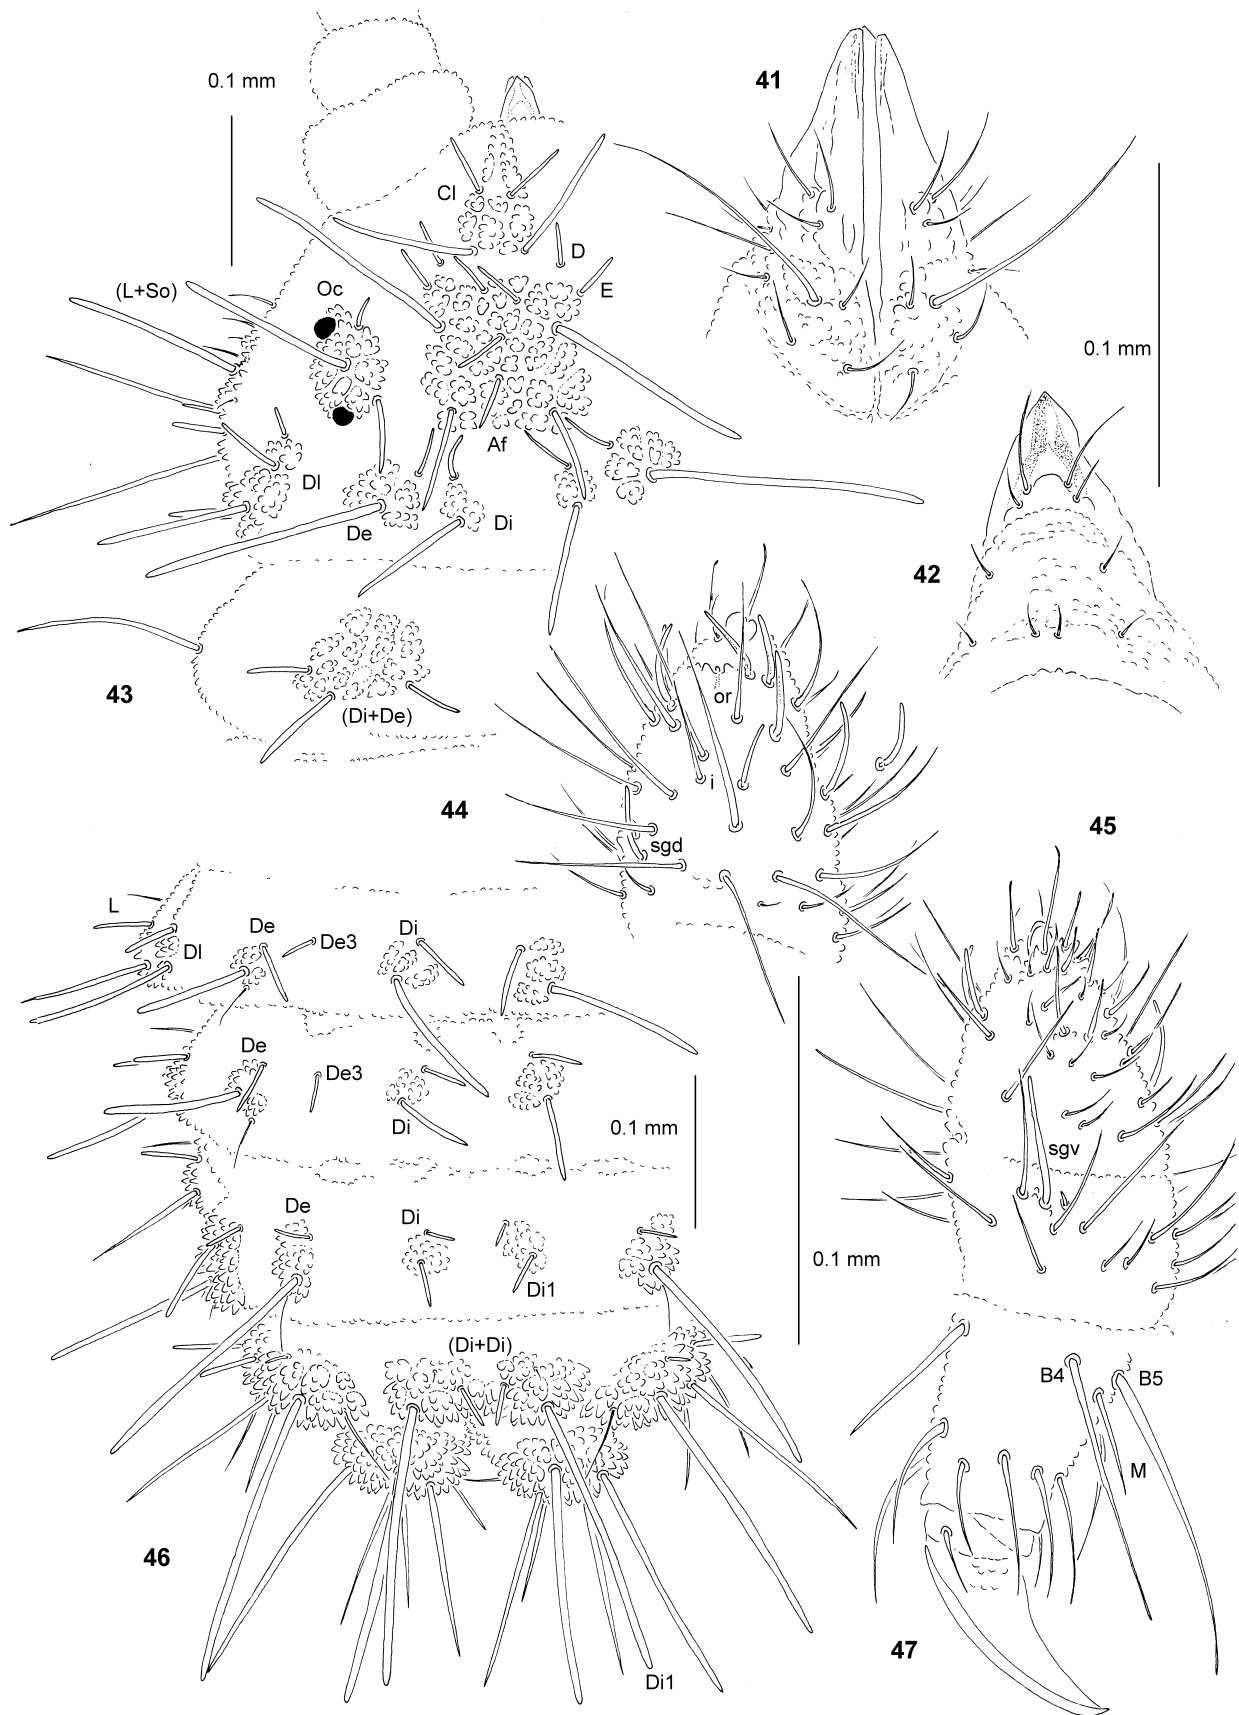 0.1 mm
41
Cl
D
(L+So)
Oc
E
0.1 mm
Af
Dl
De
Di
42
43
(Di+De)
or
i
44
45
sgd
L
De
De3
Di
Dl
De
De3
Di
0.1 mm
sgv
De
Di
0.1 mm
Di1
(Di+Di)
B4
B5
M
46
47
Di1